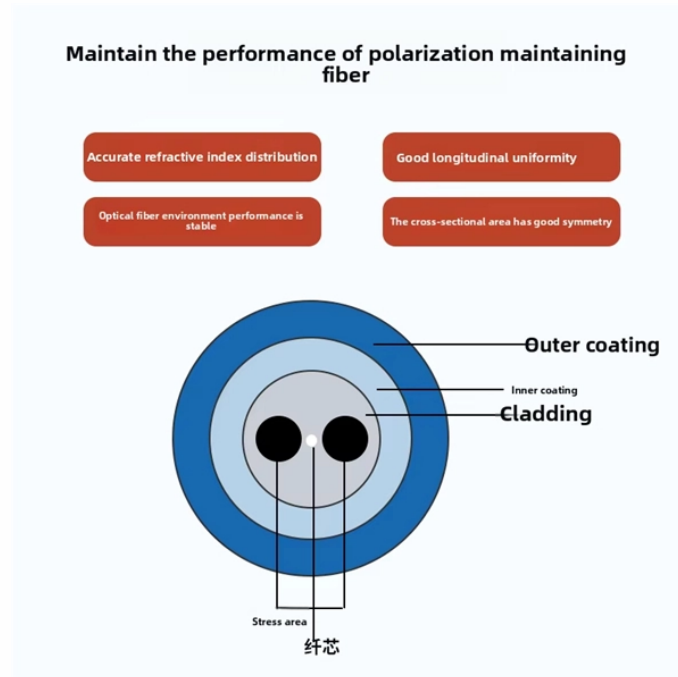 Maintain the performance of polarization maintaining
fiber
Accurate refractive index distribution
Good longitudinal uniformity
Optical fiber environment performance is
stable
The cross-sectional area has good symmetry
Outer coating
Inner coating
Cladding
Stress area
纤芯